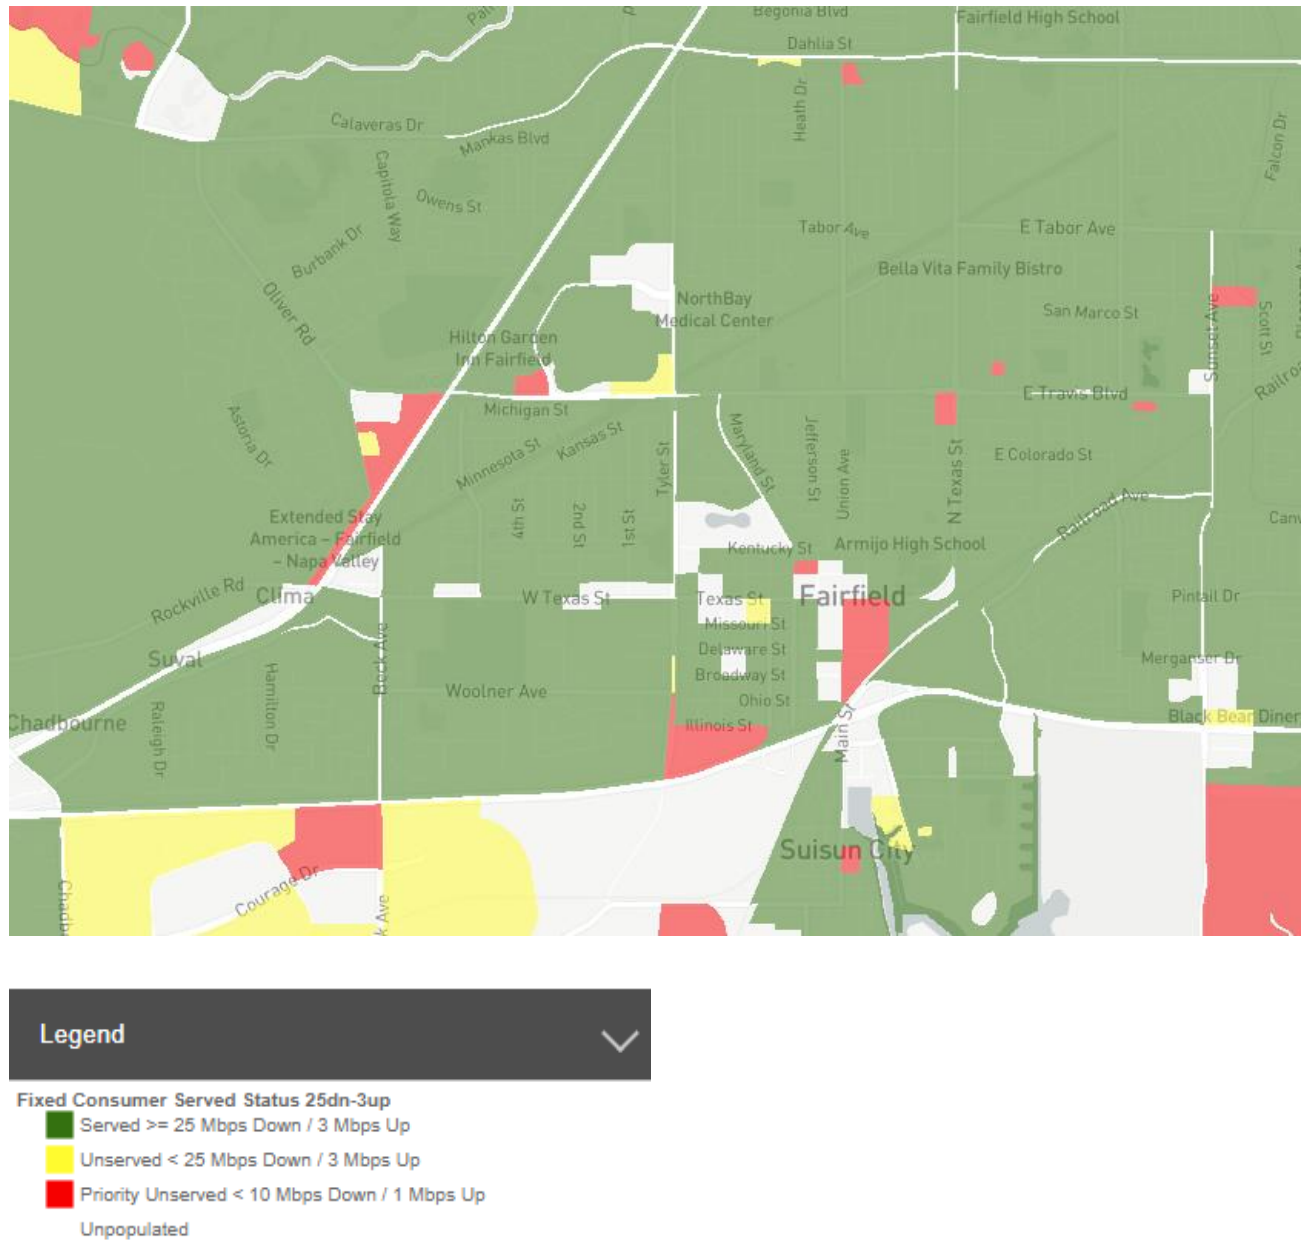 Begonia Blvd
Fairfield High School
Dahlia St
Heath Dr
Falcon Dr
Calaveras Dr
Mankas Blvd
Capitola Way
Owens St
Tabor Ave
E Tabor Ave
Burbank Dr
Bella Vita Family Bistro
Oliver Rd
NorthBay
Medical Center
San Marco St
Sunset Ave
Scott St
Hilton Garden
Inn Fairfield
E Travis Blvd
Michigan St
Astoria Dr
Minnesota St
Kansas St
Tyler St
Maryland St
Jefferson St
Union Ave
N Texas St
E Colorado St
Railroad Ave
Extended Stay
America – Fairfield
– Napa Valley
4th St
2nd St
1st St
Kentucky St
Armijo High School
Rockville Rd
Clima
W Texas St
Texas St
Fairfield
Pintail Dr
Missouri St
Suval
Beck Ave
Delaware St
Merganser Dr
Broadway St
Hamilton Dr
Woolner Ave
Ohio St
Chadbourne
Raleigh Dr
Illinois St
Main St
Black Bear Diner
Suisun City
Courage Dr
Legend
Fixed Consumer Served Status 25dn-3up
Served >= 25 Mbps Down / 3 Mbps Up
Unserved < 25 Mbps Down / 3 Mbps Up
Priority Unserved < 10 Mbps Down / 1 Mbps Up
Unpopulated